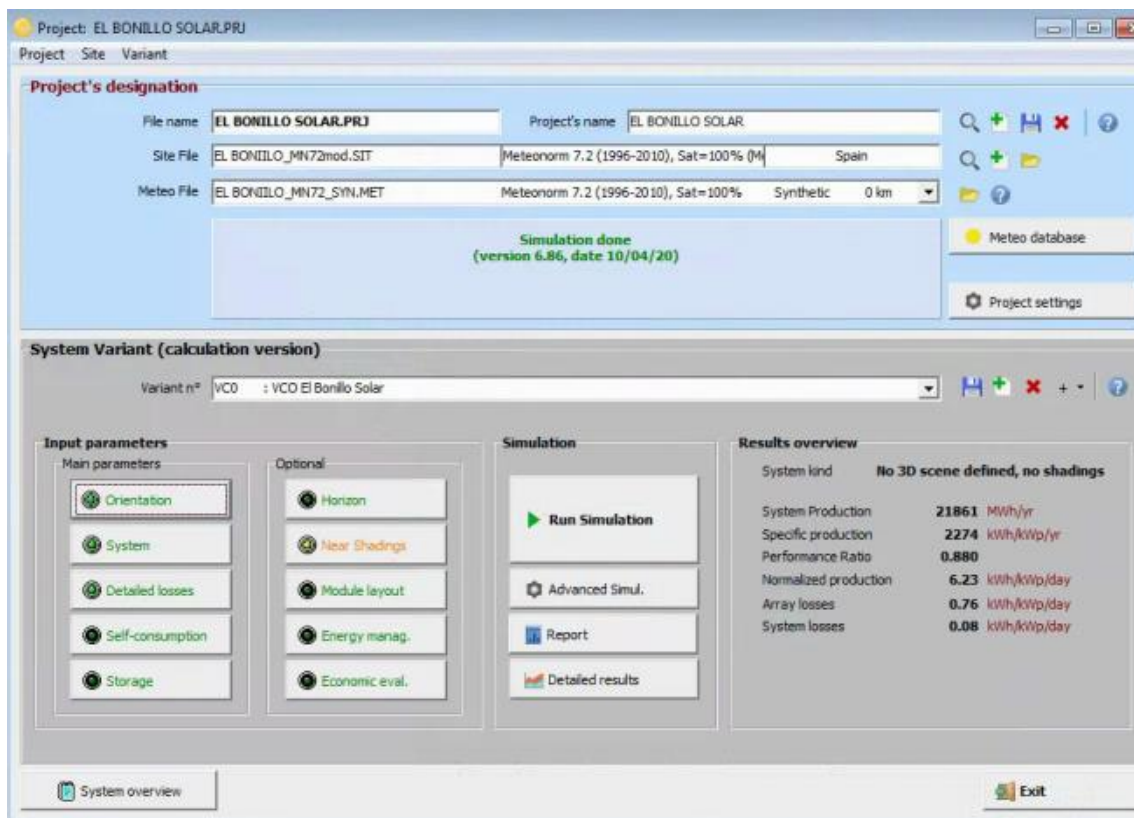 Project: EL BONILLO SOLAR.PRJ
Project Site Variant
Project's designation
File name EL BONILLO SOLAR.PRJ Project's name EL BONILLO SOLAR
Site File EL BONIILO_MN72mod.SIT Meteonorm 7.2 (1996-2010), Sat=100% (Me Spain
Meteo File EL BONIILO_MN72_SYN.MET Meteonorm 7.2 (1996-2010), Sat=100% Synthetic 0 km
Simulation done
(version 6.86, date 10/04/20)
Meteo database
Project settings
System Variant (calculation version)
Variant n° VC0 : VCO El Bonillo Solar
Input parameters
Main parameters
Orientation
System
Detailed losses
Self-consumption
Storage
Optional
Horizon
Near Shadings
Module layout
Energy manag.
Economic eval.
Simulation
Run Simulation
Advanced Simul.
Report
Detailed results
Results overview
System kind No 3D scene defined, no shadings
System Production 21861 MWh/yr
Specific production 2274 kWh/kWp/yr
Performance Ratio 0.880
Normalized production 6.23 kWh/kWp/day
Array losses 0.76 kWh/kWp/day
System losses 0.08 kWh/kWp/day
System overview
Exit